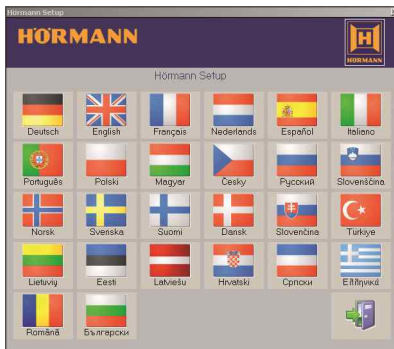 Hörmann Setup
HÖRMANN
HÖRMANN
Hörmann Setup
Deutsch English Français Nederlands Español Italiano
Português Polski Magyar Česky Русский Slovenščina
Norsk Svenska Suomi Dansk Slovenčina Türkiye
Lietuvių Eesti Latviešu Hrvatski Српски Ελληνικά
Română Български